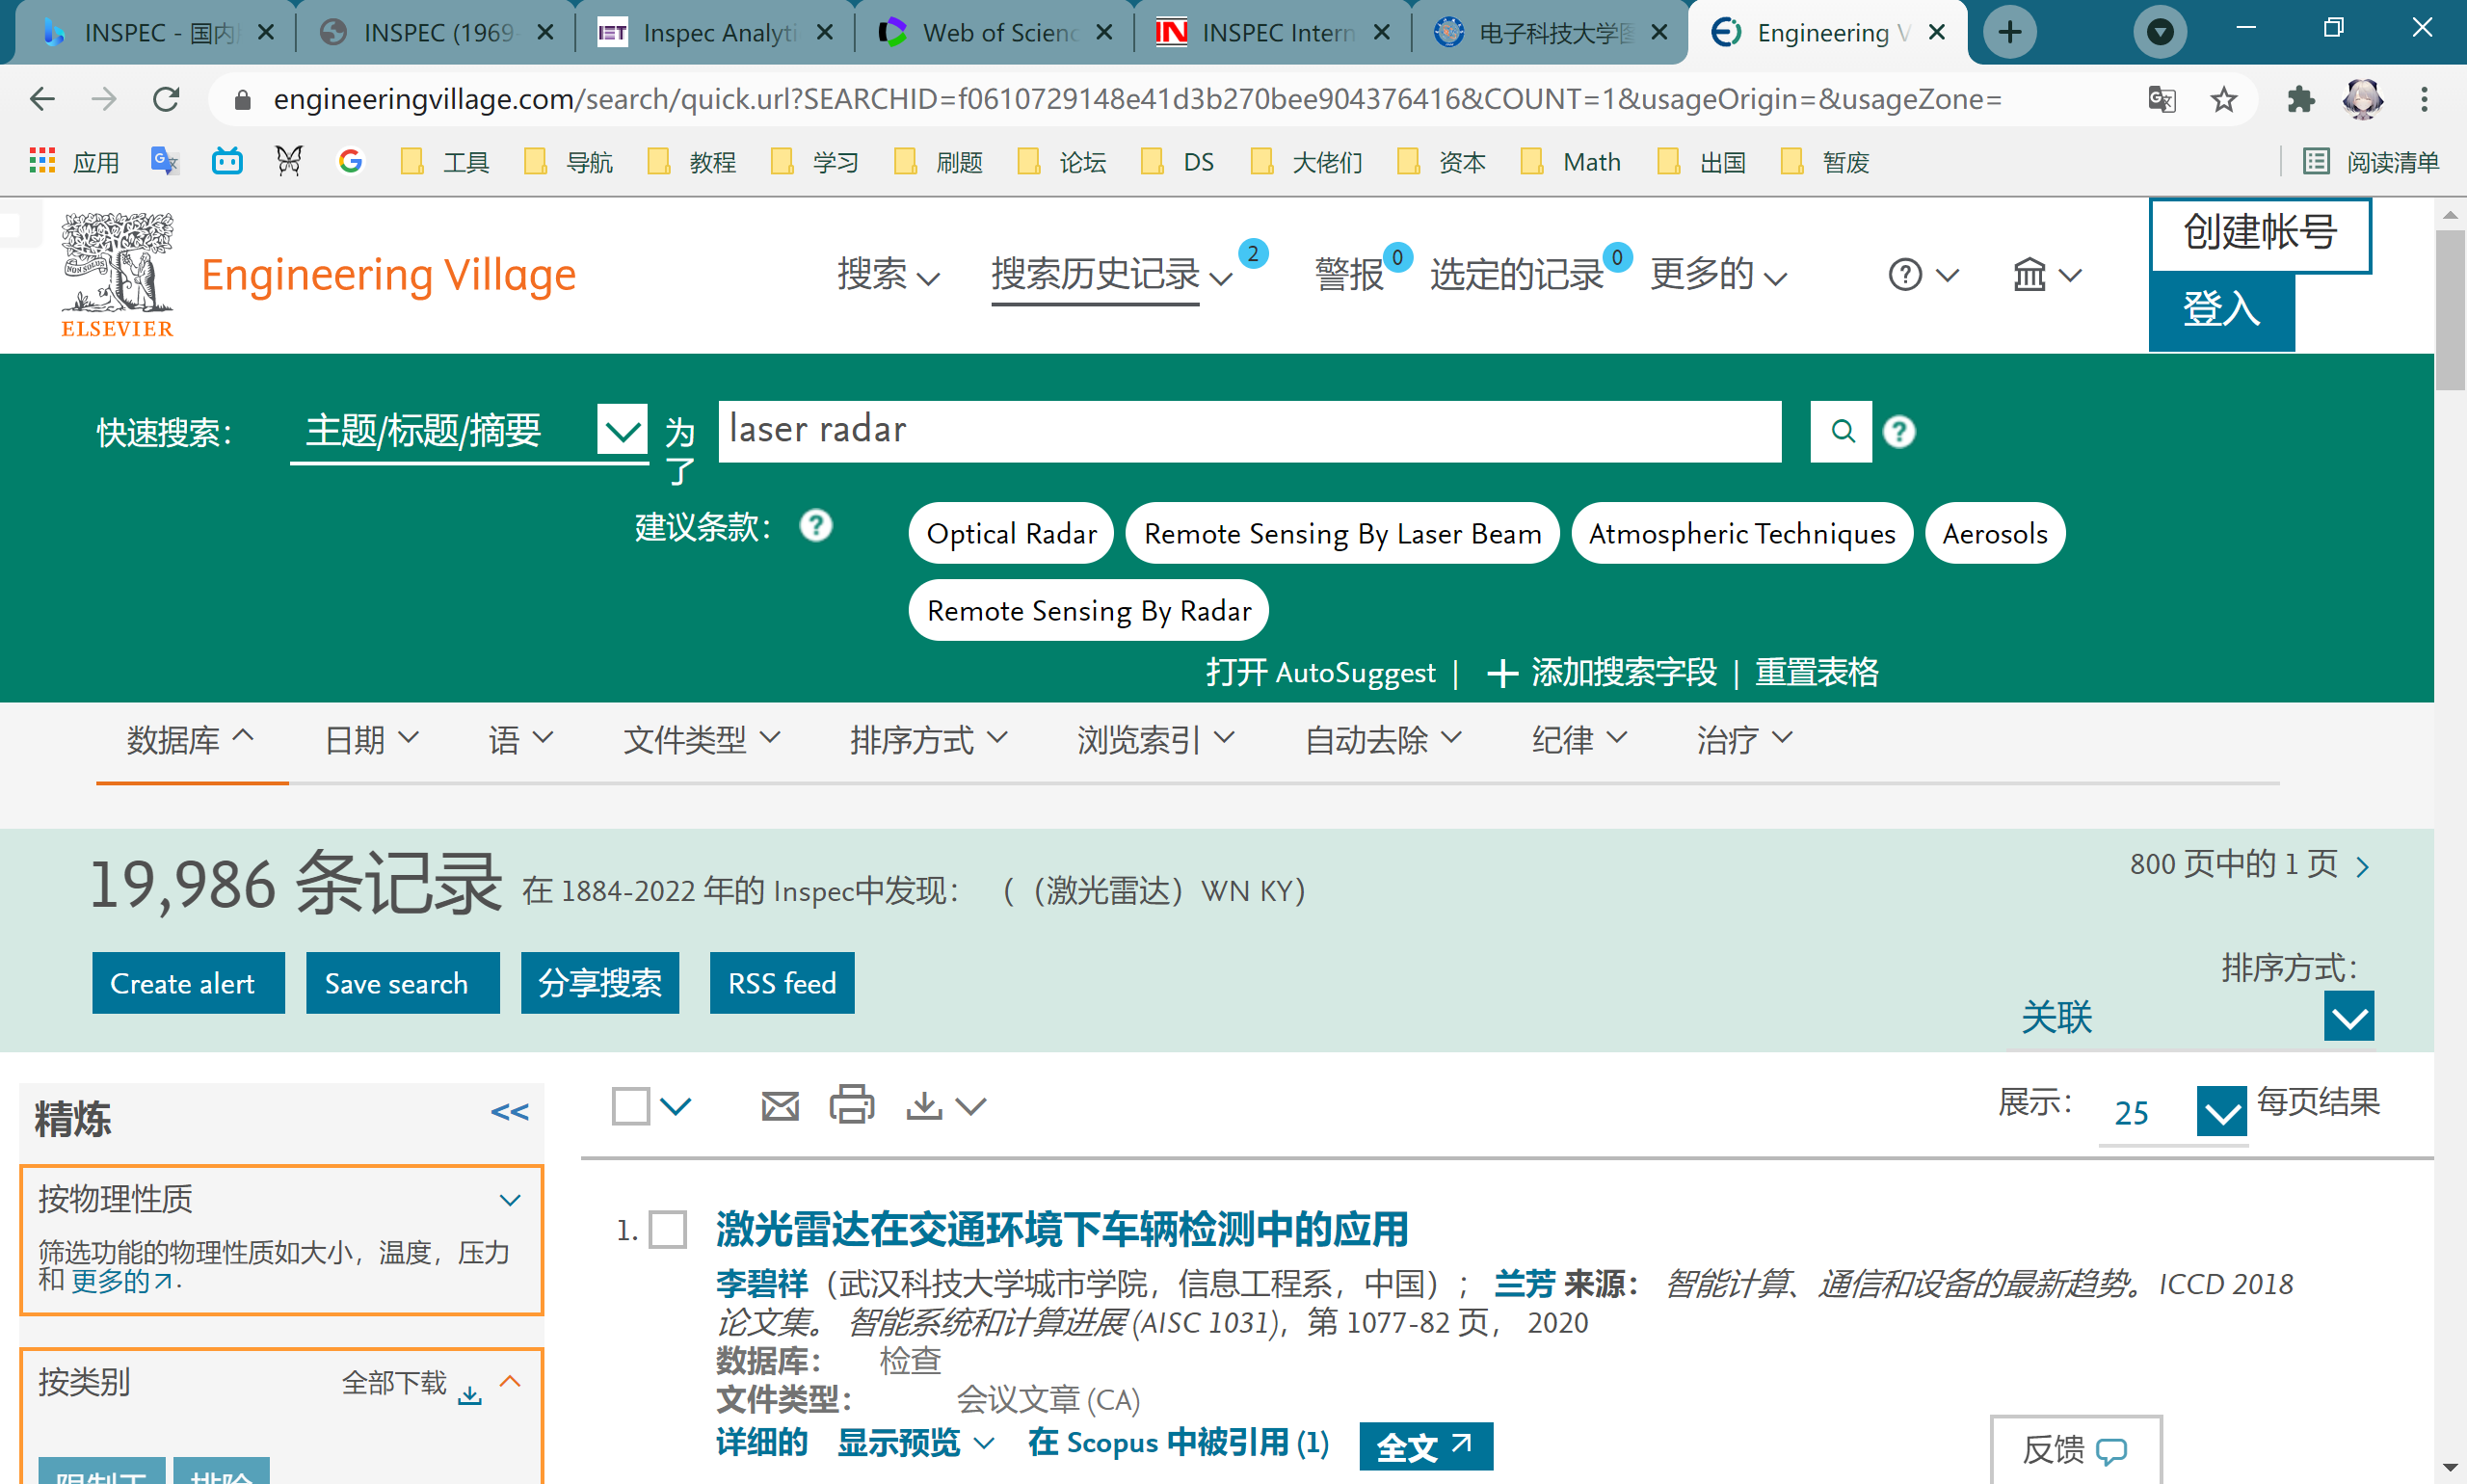 INSPEC - 国内
INSPEC (1969-
IET Inspec Analyti
Web of Scienc
IN INSPEC Intern
电子科技大学图
Engineering V
engineeringvillage.com/search/quick.url?SEARCHID=f0610729148e41d3b270bee904376416&COUNT=1&usageOrigin=&usageZone=
应用 工具 导航 教程 学习 刷题 论坛 DS 大佬们 资本 Math 出国 暂废 阅读清单
NON SOLUS
ELSEVIER
Engineering Village
搜索 搜索历史记录 2 警报 0 选定的记录 0 更多的
创建帐号
登入
快速搜索： 主题/标题/摘要 为了 laser radar
建议条款： Optical Radar Remote Sensing By Laser Beam Atmospheric Techniques Aerosols
Remote Sensing By Radar
打开 AutoSuggest | 添加搜索字段 | 重置表格
数据库 日期 语 文件类型 排序方式 浏览索引 自动去除 纪律 治疗
19,986 条记录 在 1884-2022 年的 Inspec中发现： （（激光雷达）WN KY）
800 页中的 1 页 >
Create alert Save search 分享搜索 RSS feed
排序方式：
关联
精炼 <<
展示： 25 每页结果
按物理性质
筛选功能的物理性质如大小，温度，压力
和 更多的↗.
按类别 全部下载
限制于 排除
1. 激光雷达在交通环境下车辆检测中的应用
李碧祥（武汉科技大学城市学院，信息工程系，中国）； 兰芳 来源： 智能计算、通信和设备的最新趋势。ICCD 2018
论文集。 智能系统和计算进展 (AISC 1031)，第 1077-82 页， 2020
数据库： 检查
文件类型： 会议文章 (CA)
详细的 显示预览 在 Scopus 中被引用 (1) 全文 ↗
反馈